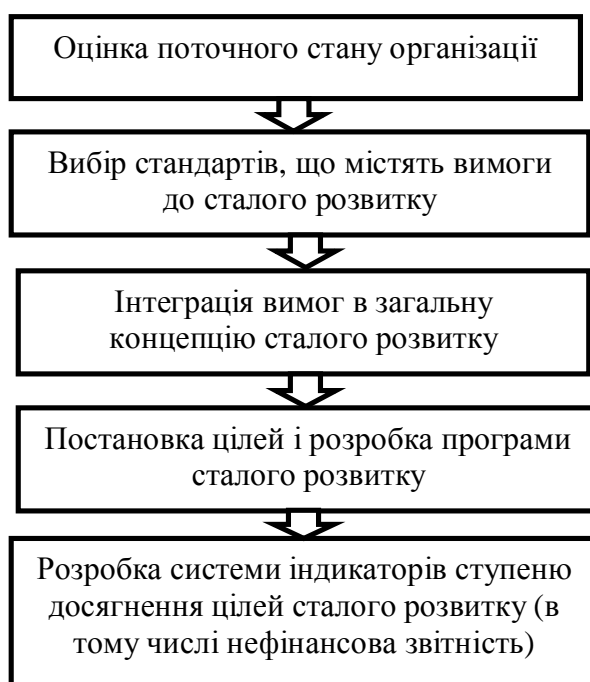 Оцінка поточного стану організації
Вибір стандартів, що містять вимоги
до сталого розвитку
Інтеграція вимог в загальну
концепцію сталого розвитку
Постановка цілей і розробка програми
сталого розвитку
Розробка системи індикаторів ступеню
досягнення цілей сталого розвитку (в
тому числі нефінансова звітність)